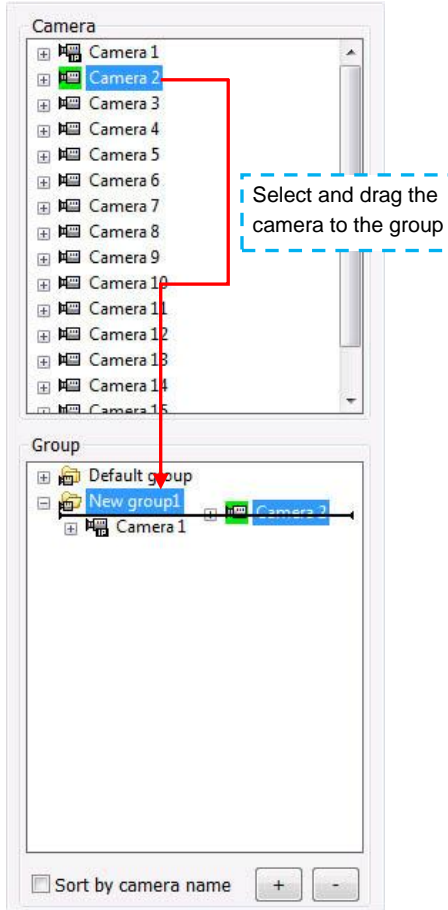 Camera
Camera 1
Camera 2
Camera 3
Camera 4
Camera 5
Camera 6
Camera 7
Camera 8
Camera 9
Camera 10
Camera 11
Camera 12
Camera 13
Camera 14
Camera 15
Select and drag the
camera to the group
Group
Default group
New group1
Camera 2
Camera 1
Sort by camera name
+ -